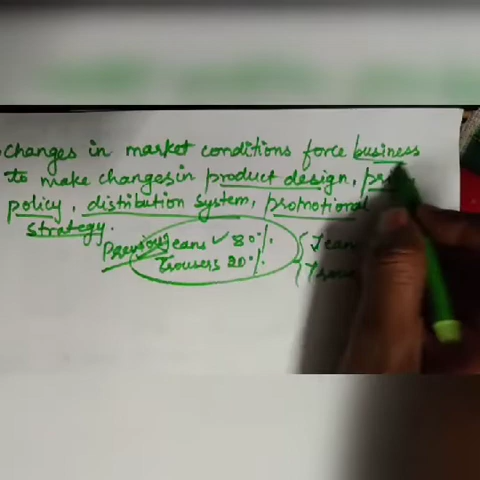 Changes in market conditions force business
to make changes in product design,
policy, distribution system, promotional
strategy.
Previous Jeans ✓ 80%
Trousers 20%